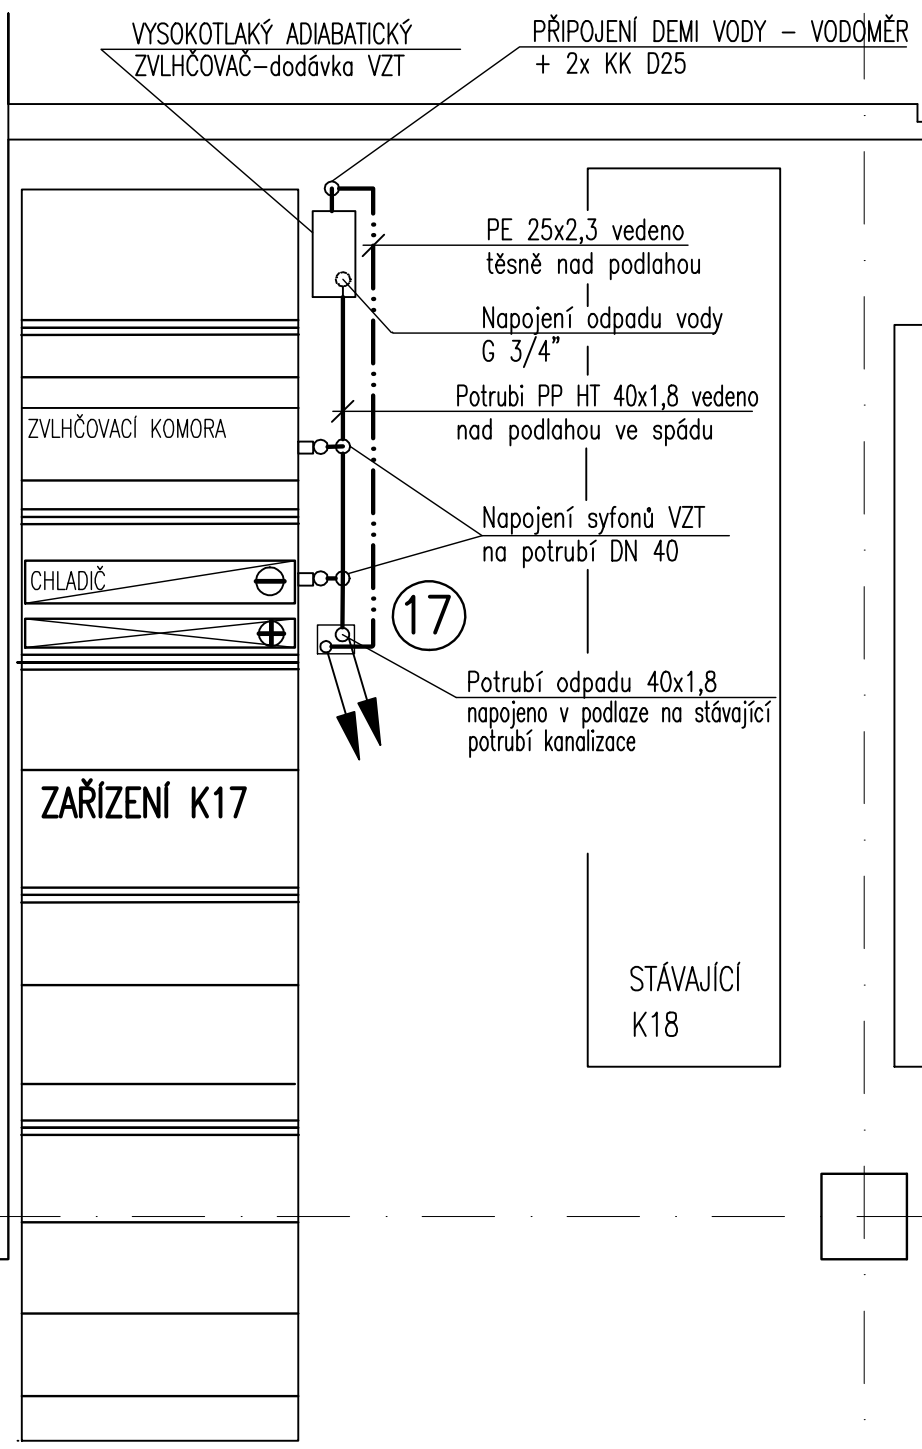 VYSOKOTLAKÝ ADIABATICKÝ
ZVLHČOVAČ-dodávka VZT
PŘIPOJENÍ DEMI VODY - VODOMĚR
+ 2x KK D25
PE 25x2,3 vedeno
těsně nad podlahou
Napojení odpadu vody
G 3/4"
Potrubi PP HT 40x1,8 vedeno
nad podlahou ve spádu
ZVLHČOVACÍ KOMORA
Napojení syfonů VZT
na potrubí DN 40
CHLADIČ
17
Potrubí odpadu 40x1,8
napojeno v podlaze na stávající
potrubí kanalizace
ZAŘÍZENÍ K17
STÁVAJÍCÍ
K18